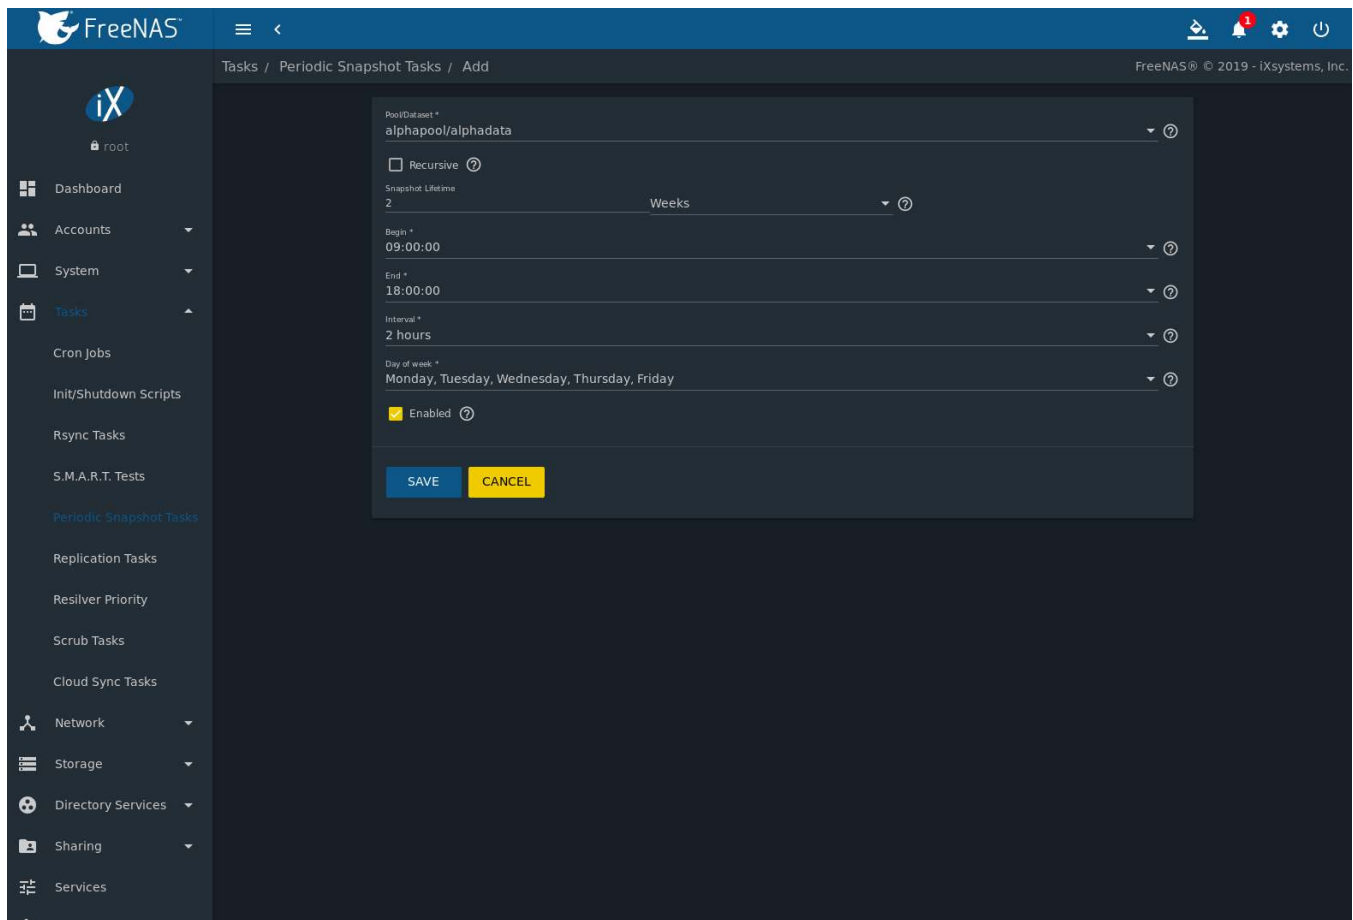 FreeNAS
1
Tasks / Periodic Snapshot Tasks / Add
FreeNAS® © 2019 - iXsystems, Inc.
iX
root
Dashboard
Accounts
System
Tasks
Cron Jobs
Init/Shutdown Scripts
Rsync Tasks
S.M.A.R.T. Tests
Periodic Snapshot Tasks
Replication Tasks
Resilver Priority
Scrub Tasks
Cloud Sync Tasks
Network
Storage
Directory Services
Sharing
Services
Pool/Dataset *
alphapool/alphadata
Recursive
Snapshot Lifetime
2 Weeks
Begin *
09:00:00
End *
18:00:00
Interval *
2 hours
Day of week *
Monday, Tuesday, Wednesday, Thursday, Friday
Enabled
SAVE CANCEL